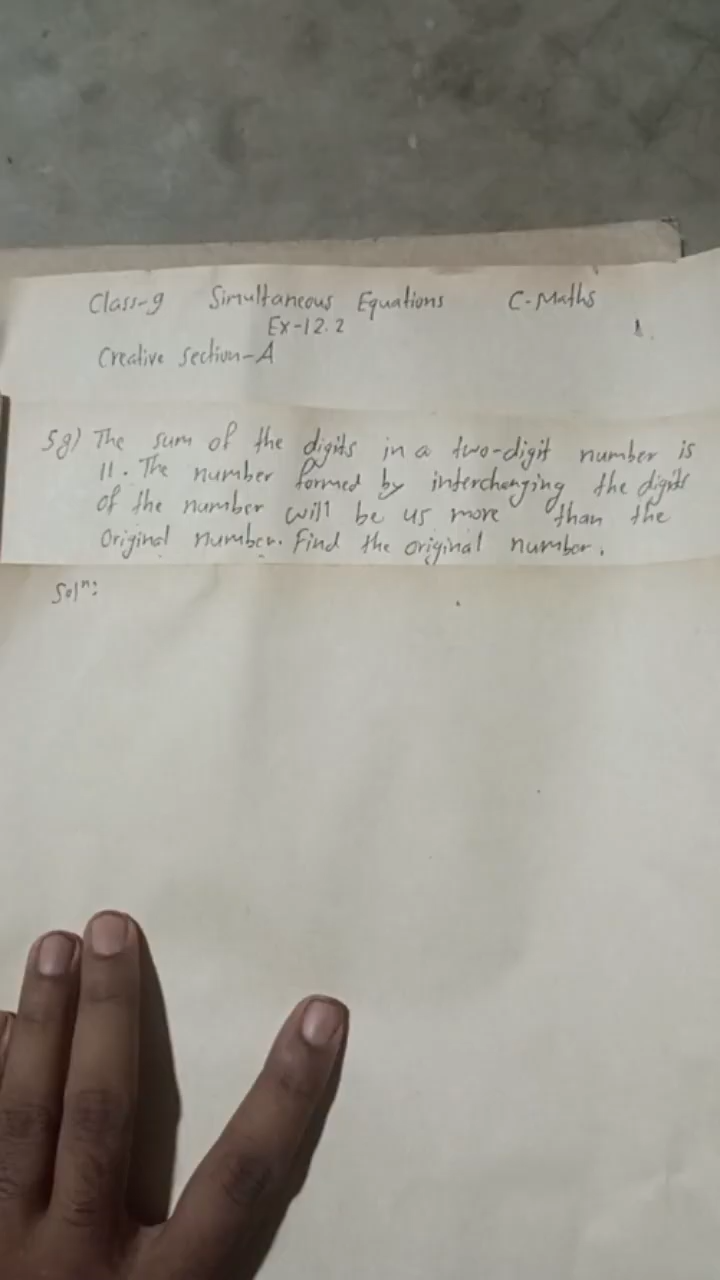 Class-9 Simultaneous Equations C-Maths
Ex-12.2
Creative section-A
5g) The sum of the digits in a two-digit number is
11. The number formed by interchanging the digits
of the number will be us more than the
Original number. Find the original number.
Solⁿ: